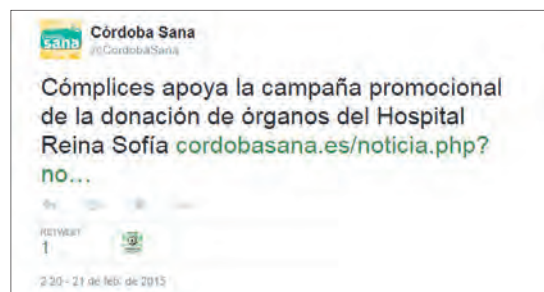 sana
Córdoba Sana
@CordobaSana
Cómplices apoya la campaña promocional
de la donación de órganos del Hospital
Reina Sofía cordobasana.es/noticia.php?
no...
RETWEET
1
2:20 - 21 de feb. de 2015